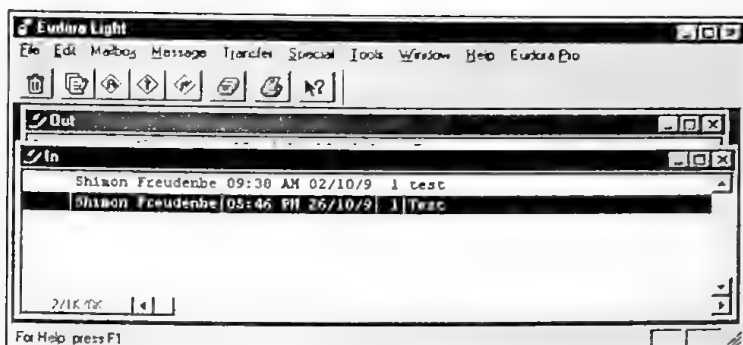 Eudora Light
File Edit Mailbox Message Transfer Special Tools Window Help Eudora Pro
Out
In
Shimon Freudenbe 09:38 AM 02/10/9 1 test
Shimon Freudenbe 05:46 PM 26/10/9 1 Test
For Help, press F1